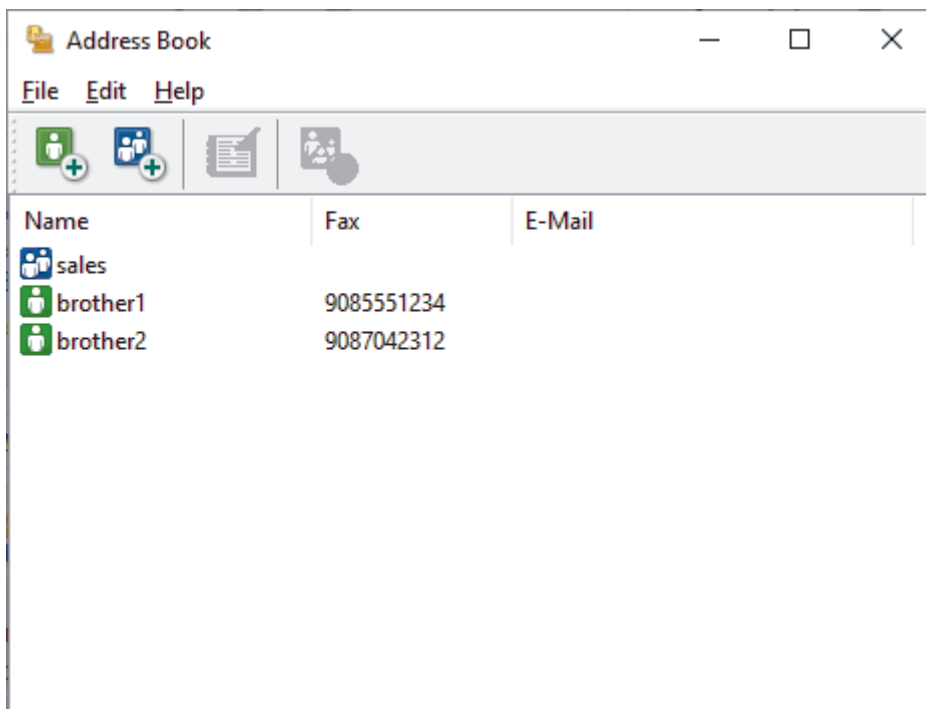 Address Book
File Edit Help
Name Fax E-Mail
sales
brother1 9085551234
brother2 9087042312